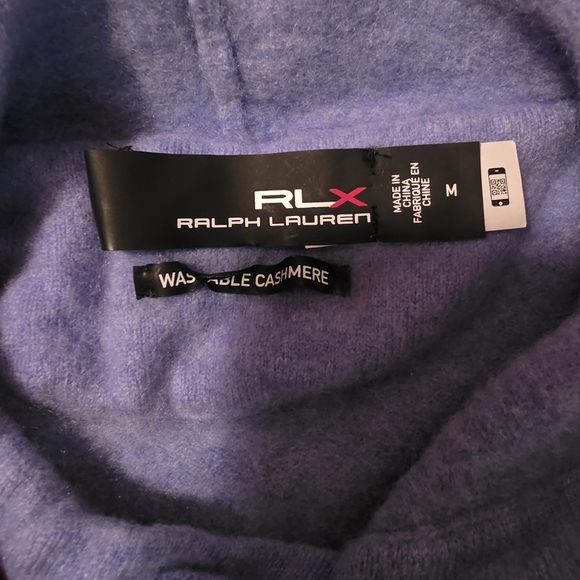 RLX
RALPH LAUREN
MADE IN
CHINA
FABRIQUÉ EN
CHINE
M
WASHABLE CASHMERE